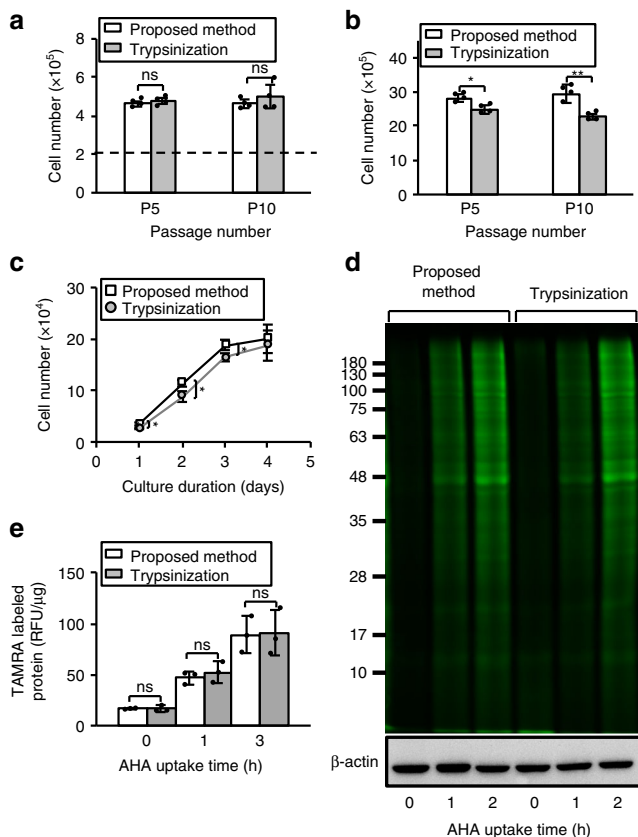 a
Proposed method
Trypsinization
Cell number (×10⁵)
8
6
4
2
0
ns
ns
P5
P10
Passage number
b
Proposed method
Trypsinization
Cell number (×10⁵)
40
30
20
10
0
*
**
P5
P10
Passage number
c
Proposed method
Trypsinization
Cell number (×10⁴)
30
20
10
0
*
*
*
0 1 2 3 4 5
Culture duration (days)
d
Proposed
method
Trypsinization
180
130
100
75
63
48
35
28
17
10
β-actin
0 1 2 0 1 2
AHA uptake time (h)
e
Proposed method
Trypsinization
TAMRA labeled
protein (RFU/μg)
150
100
50
0
ns
ns
ns
0 1 3
AHA uptake time (h)